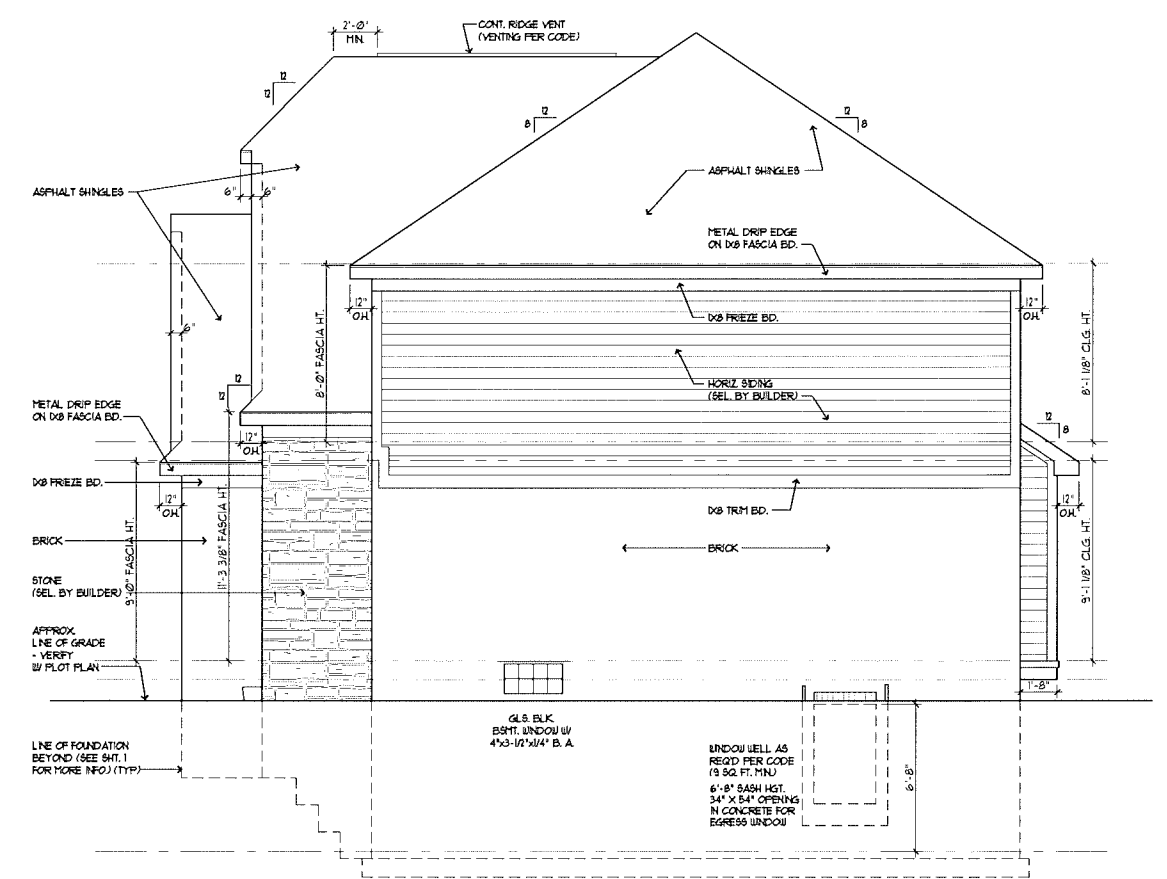 2'-0"
MIN.
CONT. RIDGE VENT
(VENTING PER CODE)
12
12
12
8
12
8
ASPHALT SHINGLES
ASPHALT SHINGLES
6"
6"
METAL DRIP EDGE
ON 1X8 FASCIA BD.
12"
O.H.
12"
O.H.
1X8 FRIEZE BD.
6"
8'-0" FASCIA HT.
8'-1 1/8" CLG. HT.
HORIZ SIDING
(SEL. BY BUILDER)
12
12
METAL DRIP EDGE
ON 1X8 FASCIA BD.
12
8
12"
O.H.
1X8 FRIEZE BD.
12"
O.H.
12"
O.H.
1X8 TRIM BD.
BRICK
BRICK
9'-0" FASCIA HT.
11'-3 3/8" FASCIA HT.
9'-1 1/8" CLG. HT.
STONE
(SEL. BY BUILDER)
APPROX.
LINE OF GRADE
- VERIFY
W/ PLOT PLAN
1'-8"
GLS. BLK.
BSMT. WINDOW W/
4"x3-1/2"x1/4" B. A.
LINE OF FOUNDATION
BEYOND (SEE SHT. 1
FOR MORE INFO.) (TYP.)
WINDOW WELL AS
REQ'D PER CODE
(9 SQ. FT. MIN.)
6'-8" SASH HGT.
34" X 54" OPENING
IN CONCRETE FOR
EGRESS WINDOW
6'-8"